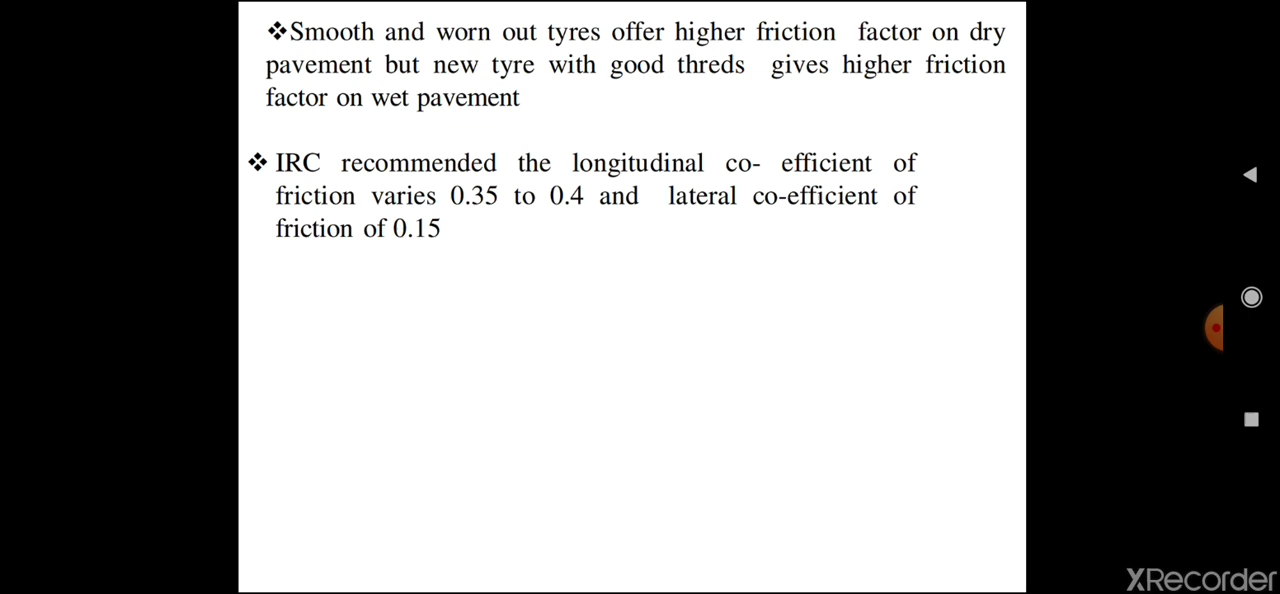 ❖Smooth and worn out tyres offer higher friction factor on dry
pavement but new tyre with good threds gives higher friction
factor on wet pavement
❖ IRC recommended the longitudinal co- efficient of
friction varies 0.35 to 0.4 and lateral co-efficient of
friction of 0.15
XRecorder